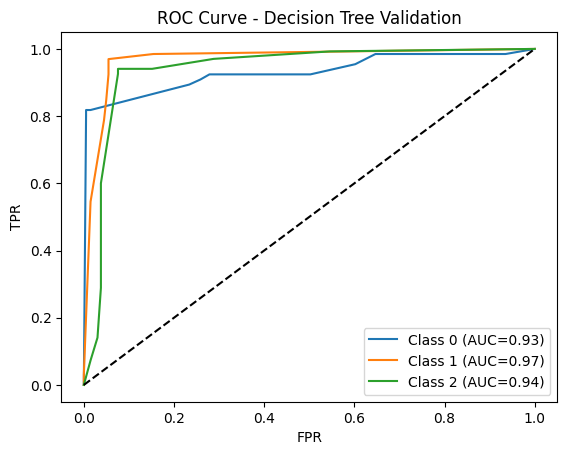 ROC Curve - Decision Tree Validation
TPR
1.0
0.8
0.6
0.4
0.2
0.0
Class 0 (AUC=0.93)
Class 1 (AUC=0.97)
Class 2 (AUC=0.94)
0.0 0.2 0.4 0.6 0.8 1.0
FPR